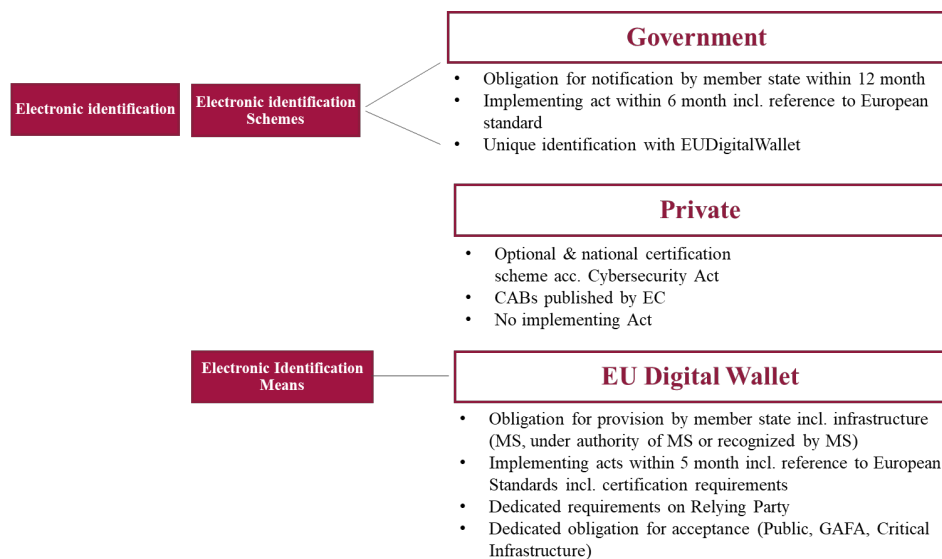 Government
• Obligation for notification by member state within 12 month
• Implementing act within 6 month incl. reference to European
standard
• Unique identification with EUDigitalWallet
Electronic identification
Electronic identification
Schemes
Private
• Optional & national certification
scheme acc. Cybersecurity Act
• CABs published by EC
• No implementing Act
Electronic Identification
Means
EU Digital Wallet
• Obligation for provision by member state incl. infrastructure
(MS, under authority of MS or recognized by MS)
• Implementing acts within 5 month incl. reference to European
Standards incl. certification requirements
• Dedicated requirements on Relying Party
• Dedicated obligation for acceptance (Public, GAFA, Critical
Infrastructure)